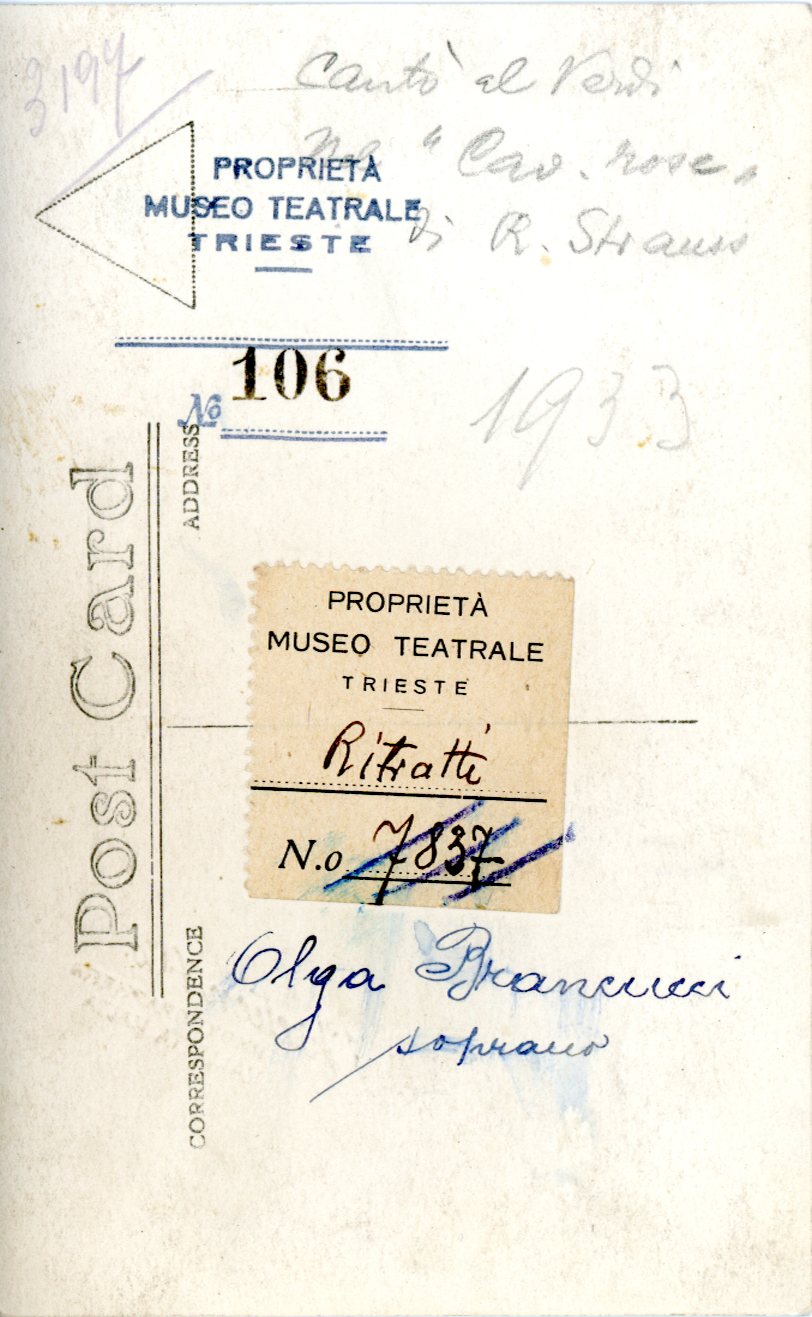 3197
Cantò al Verdi
nel "Cav. rose"
di R. Strauss
PROPRIETÀ
MUSEO TEATRALE
TRIESTE
No 106
1933
Post Card
ADDRESS
CORRESPONDENCE
PROPRIETÀ
MUSEO TEATRALE
TRIESTE
Ritratti
N.o 7837
Olga Brancucci
soprano